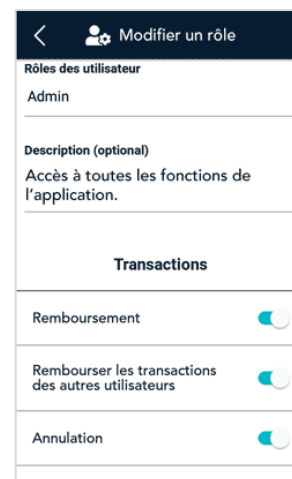 Modifier un rôle
Rôles des utilisateur
Admin
Description (optional)
Accès à toutes les fonctions de
l'application.
Transactions
Remboursement
Rembourser les transactions
des autres utilisateurs
Annulation